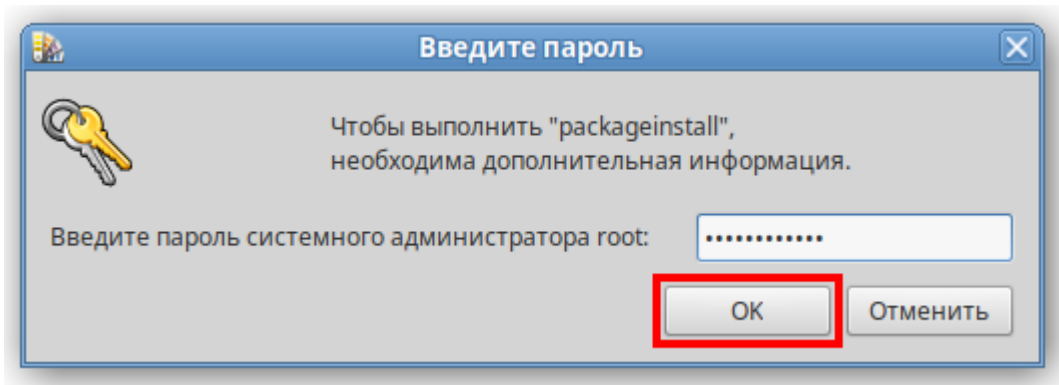 Введите пароль
Чтобы выполнить "packageinstall",
необходима дополнительная информация.
Введите пароль системного администратора root: ••••••••••••
OK
Отменить